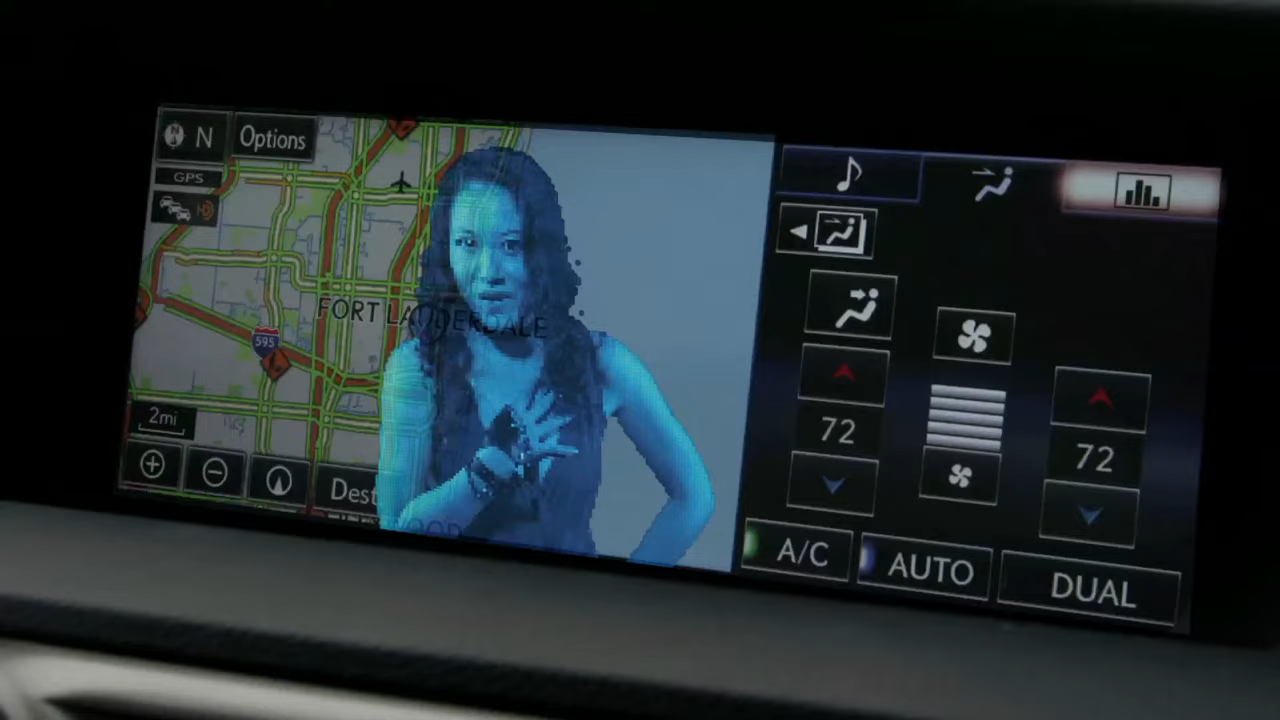 N
Options
GPS
FORT LAUDERDALE
595
2mi
Dest
72
72
A/C
AUTO
DUAL